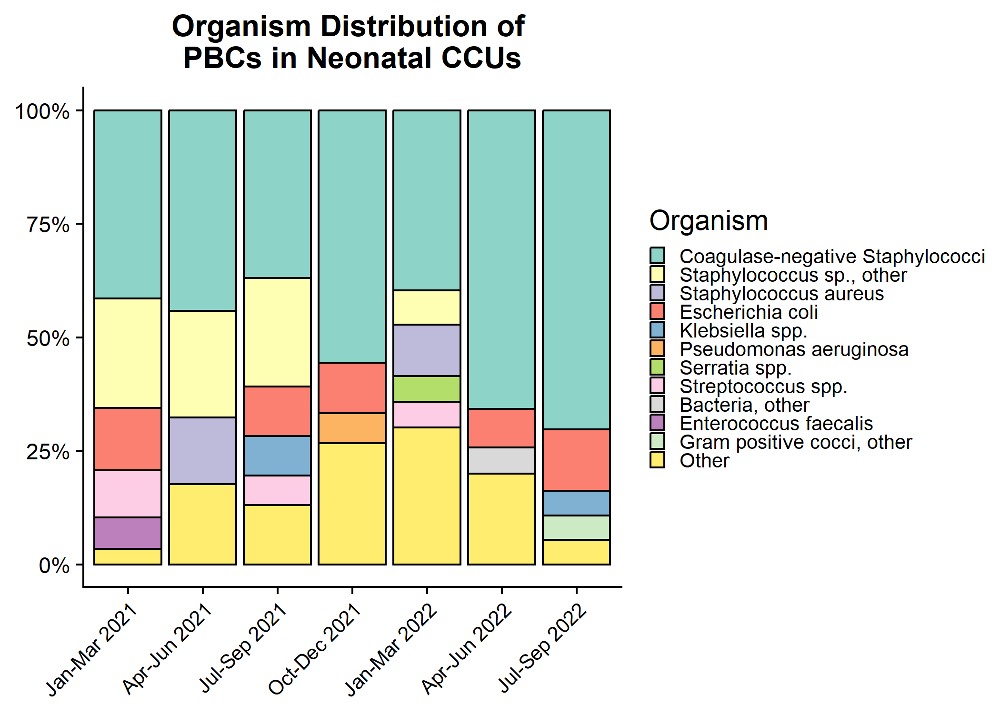 Organism Distribution of
PBCs in Neonatal CCUs
100%
75%
50%
25%
0%
Jan-Mar 2021
Apr-Jun 2021
Jul-Sep 2021
Oct-Dec 2021
Jan-Mar 2022
Apr-Jun 2022
Jul-Sep 2022
Organism
Coagulase-negative Staphylococci
Staphylococcus sp., other
Staphylococcus aureus
Escherichia coli
Klebsiella spp.
Pseudomonas aeruginosa
Serratia spp.
Streptococcus spp.
Bacteria, other
Enterococcus faecalis
Gram positive cocci, other
Other